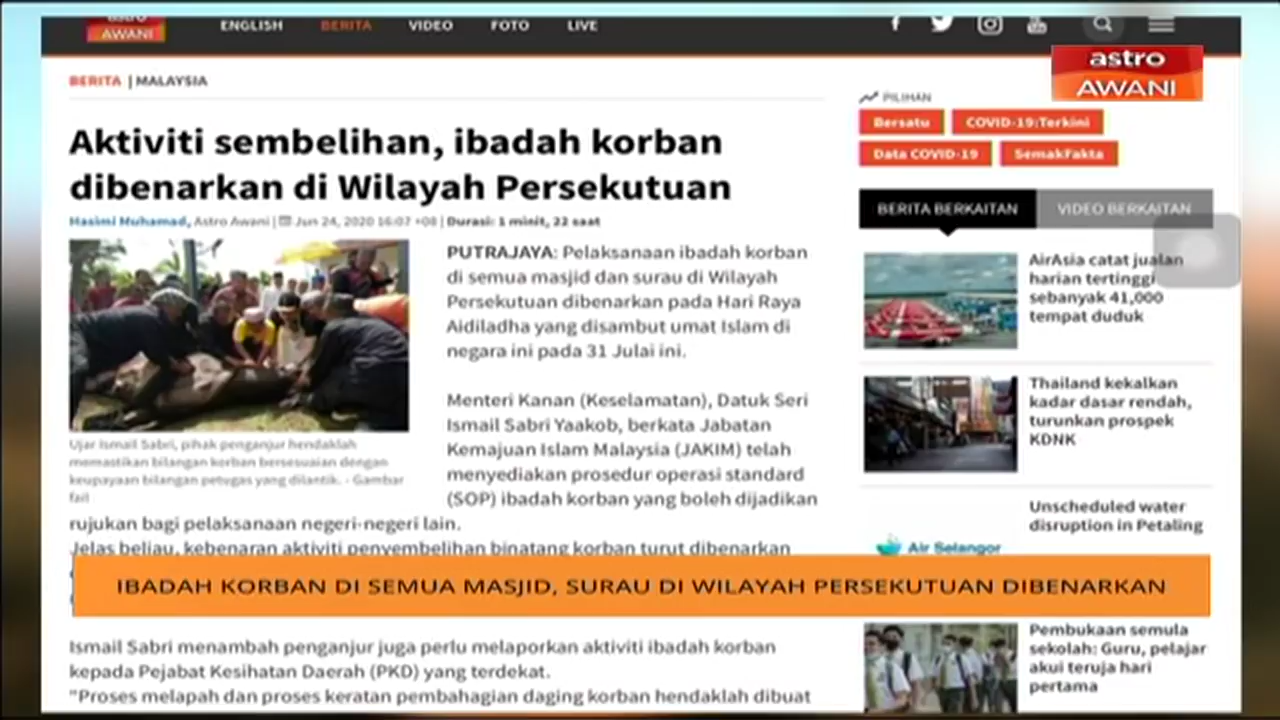 astro
AWANI
ENGLISH BERITA VIDEO FOTO LIVE
astro
AWANI
BERITA | MALAYSIA
Aktiviti sembelihan, ibadah korban
dibenarkan di Wilayah Persekutuan
Hasimi Muhamad, Astro Awani | Jun 24, 2020 16:07 +08 | Durasi: 1 minit, 22 saat
Ujar Ismail Sabri, pihak penganjur hendaklah
memastikan bilangan korban bersesuaian dengan
keupayaan bilangan petugas yang dilantik. - Gambar
fail
PUTRAJAYA: Pelaksanaan ibadah korban
di semua masjid dan surau di Wilayah
Persekutuan dibenarkan pada Hari Raya
Aidiladha yang disambut umat Islam di
negara ini pada 31 Julai ini.
Menteri Kanan (Keselamatan), Datuk Seri
Ismail Sabri Yaakob, berkata Jabatan
Kemajuan Islam Malaysia (JAKIM) telah
menyediakan prosedur operasi standard
(SOP) ibadah korban yang boleh dijadikan
rujukan bagi pelaksanaan negeri-negeri lain.
Jelas beliau, kebenaran aktiviti penyembelihan binatang korban turut dibenarkan
IBADAH KORBAN DI SEMUA MASJID, SURAU DI WILAYAH PERSEKUTUAN DIBENARKAN
Ismail Sabri menambah penganjur juga perlu melaporkan aktiviti ibadah korban
kepada Pejabat Kesihatan Daerah (PKD) yang terdekat.
"Proses melapah dan proses keratan pembahagian daging korban hendaklah dibuat
PILIHAN
Bersatu COVID-19:Terkini
Data COVID-19 SemakFakta
BERITA BERKAITAN VIDEO BERKAITAN
AirAsia catat jualan
harian tertinggi
sebanyak 41,000
tempat duduk
Thailand kekalkan
kadar dasar rendah,
turunkan prospek
KDNK
Unscheduled water
disruption in Petaling
Air Selangor
Pembukaan semula
sekolah: Guru, pelajar
akui teruja hari
pertama